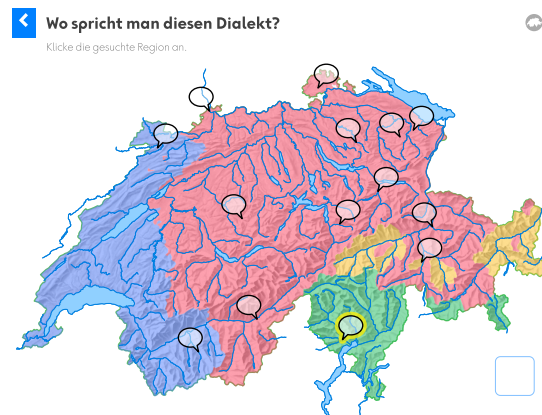 Wo spricht man diesen Dialekt?
Klicke die gesuchte Region an.